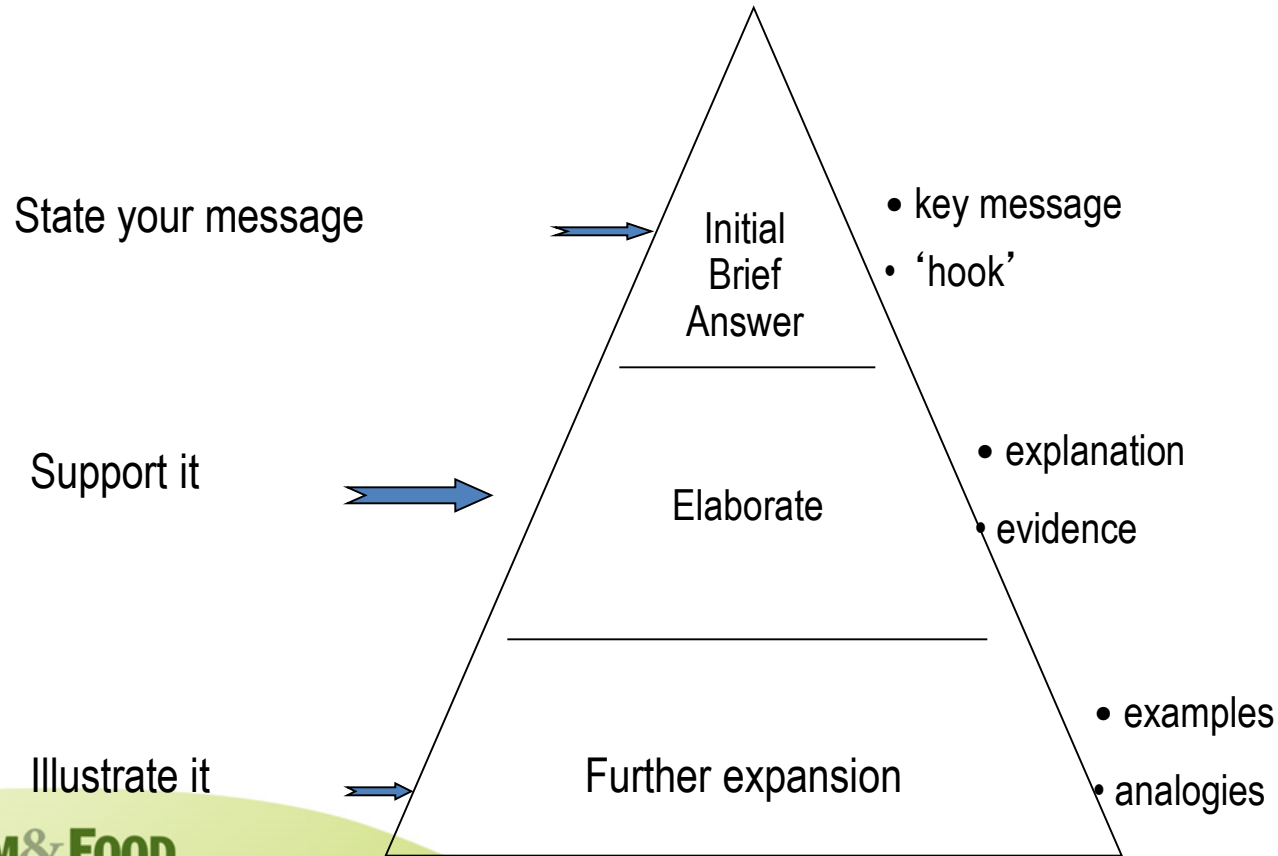 State your message
Initial
Brief
Answer
• key message
• ‘hook’
Support it
Elaborate
• explanation
• evidence
Illustrate it
Further expansion
• examples
• analogies
& FOOD